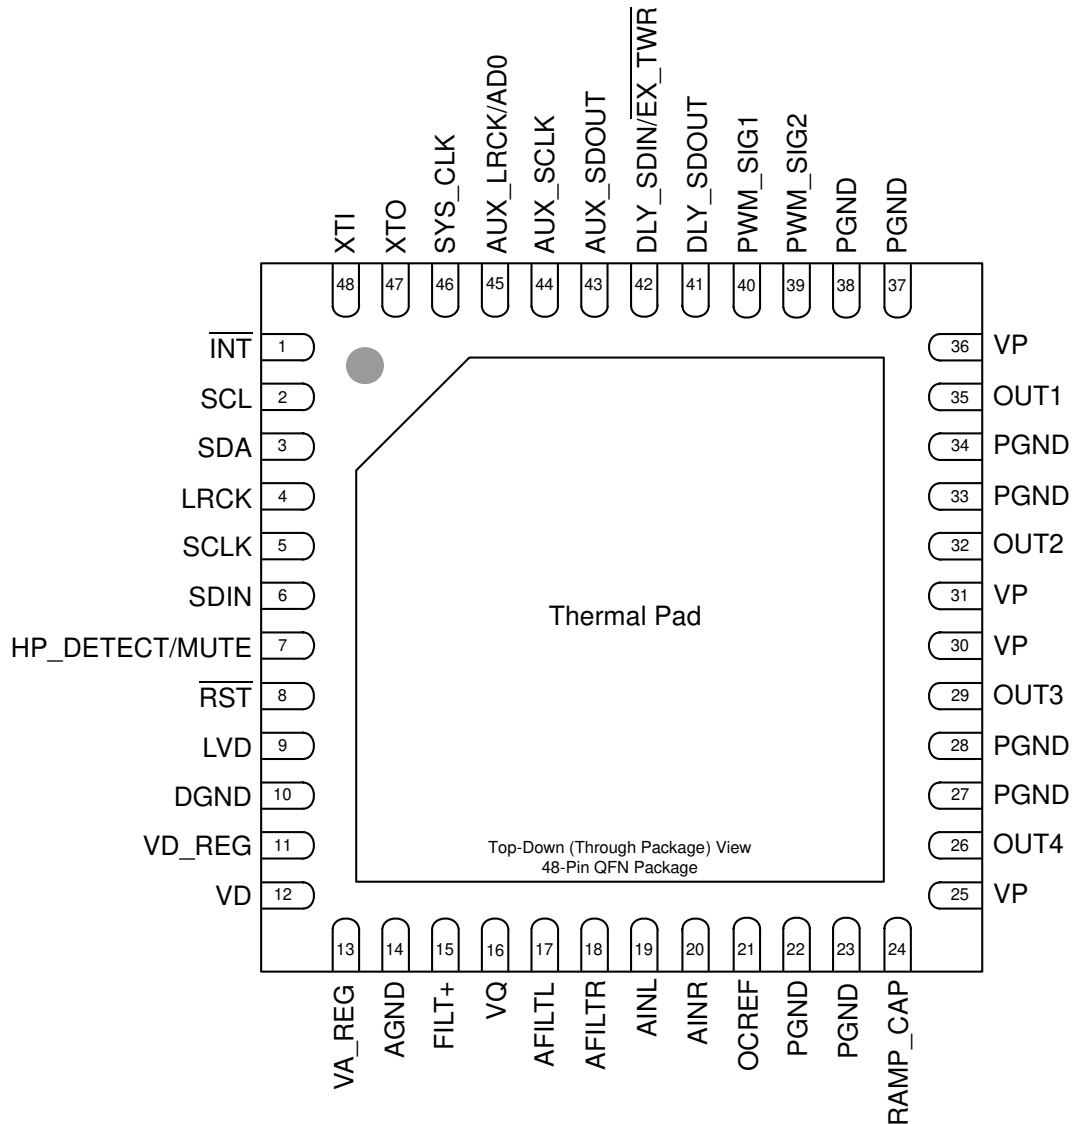 XTI
XTO
SYS_CLK
AUX_LRCK/AD0
AUX_SCLK
AUX_SDOUT
DLY_SDIN/EX_TWR
DLY_SDOUT
PWM_SIG1
PWM_SIG2
PGND
PGND
48
47
46
45
44
43
42
41
40
39
38
37
INT 1
SCL 2
SDA 3
LRCK 4
SCLK 5
SDIN 6
HP_DETECT/MUTE 7
RST 8
LVD 9
DGND 10
VD_REG 11
VD 12
36 VP
35 OUT1
34 PGND
33 PGND
32 OUT2
31 VP
30 VP
29 OUT3
28 PGND
27 PGND
26 OUT4
25 VP
Thermal Pad
Top-Down (Through Package) View
48-Pin QFN Package
13
14
15
16
17
18
19
20
21
22
23
24
VA_REG
AGND
FILT+
VQ
AFILTL
AFILTR
AINL
AINR
OCREF
PGND
PGND
RAMP_CAP